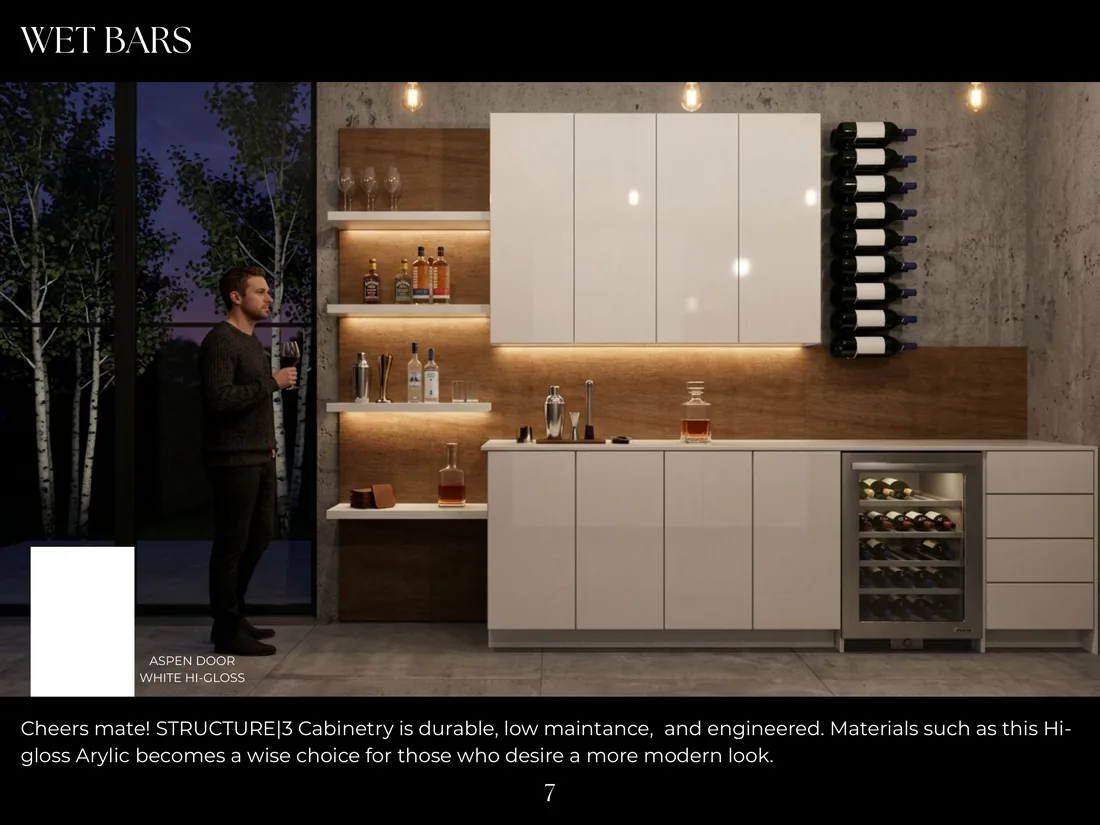 WET BARS
ASPEN DOOR
WHITE HI-GLOSS
Cheers mate! STRUCTURE|3 Cabinetry is durable, low maintance,  and engineered. Materials such as this Hi-
gloss Arylic becomes a wise choice for those who desire a more modern look.
7